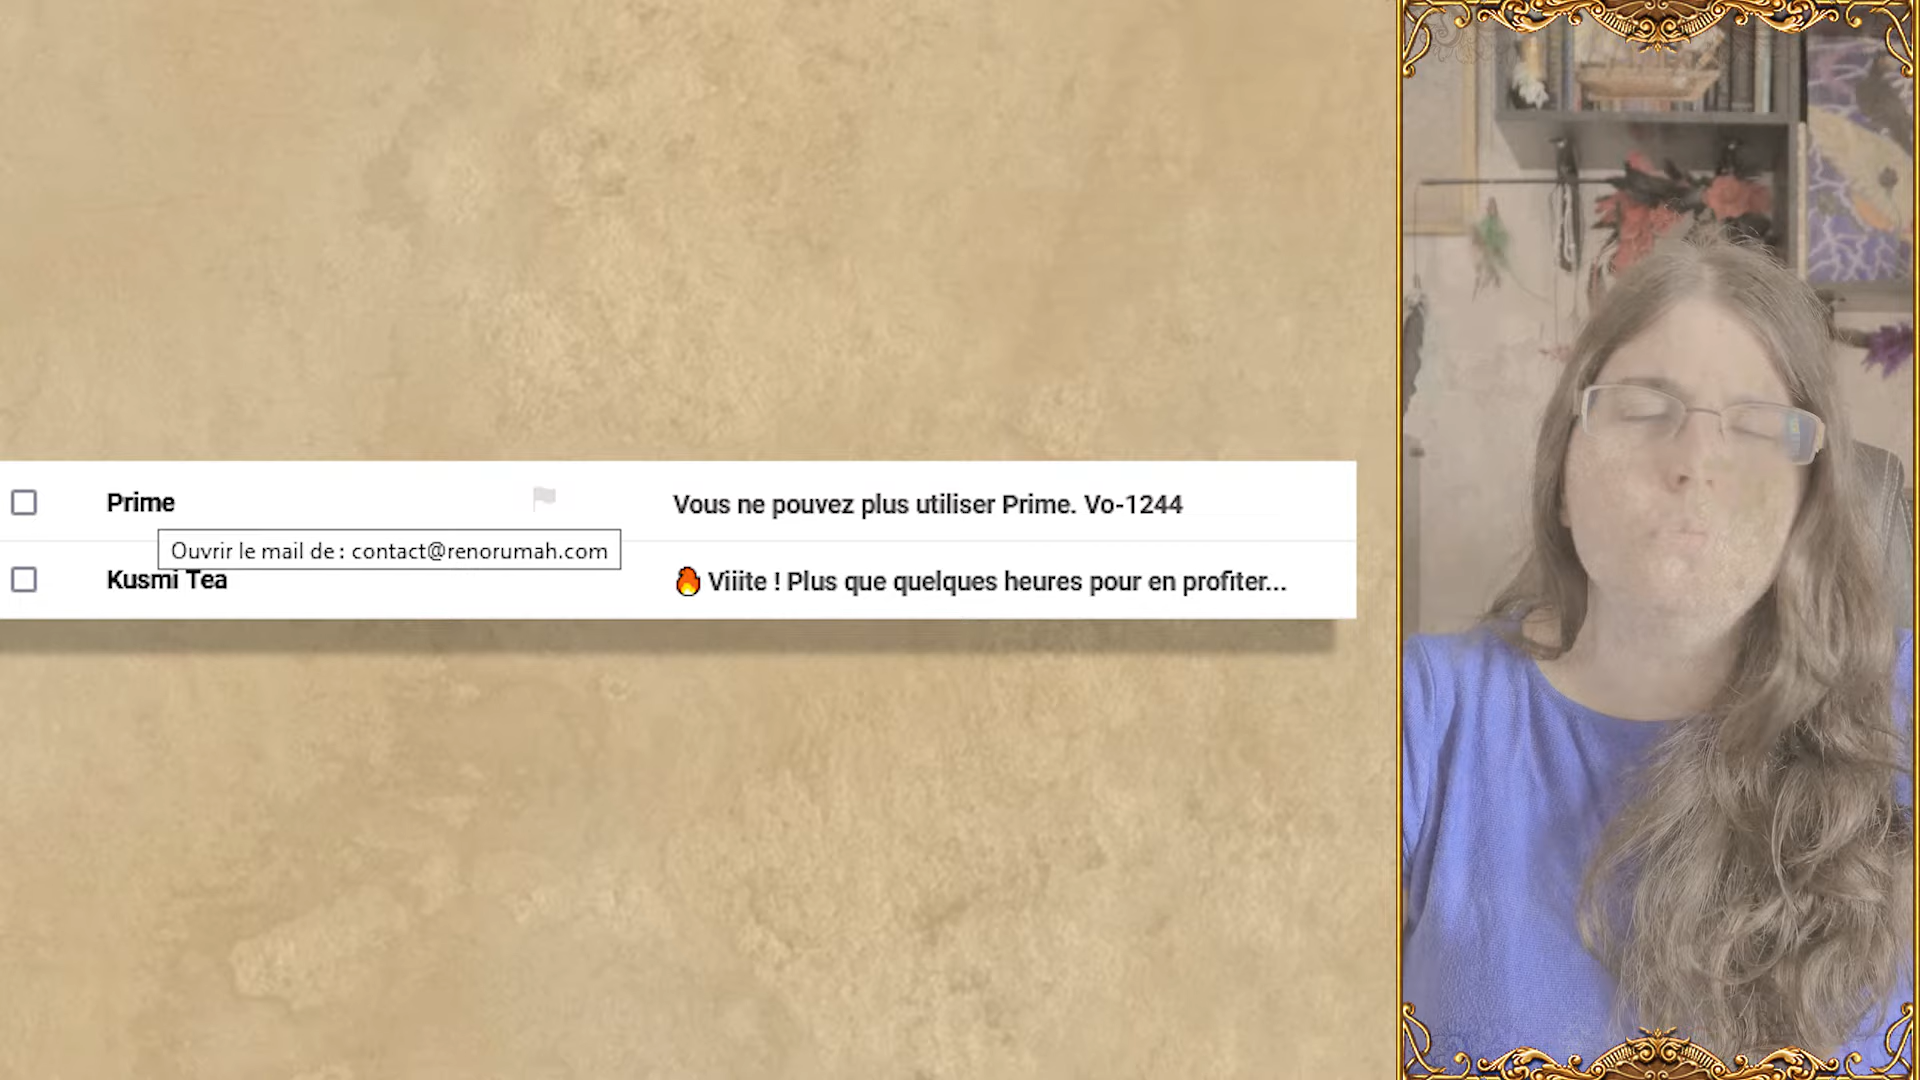 Prime
Vous ne pouvez plus utiliser Prime. Vo-1244
Ouvrir le mail de : contact@renorumah.com
Kusmi Tea
🔥 Viiite ! Plus que quelques heures pour en profiter...